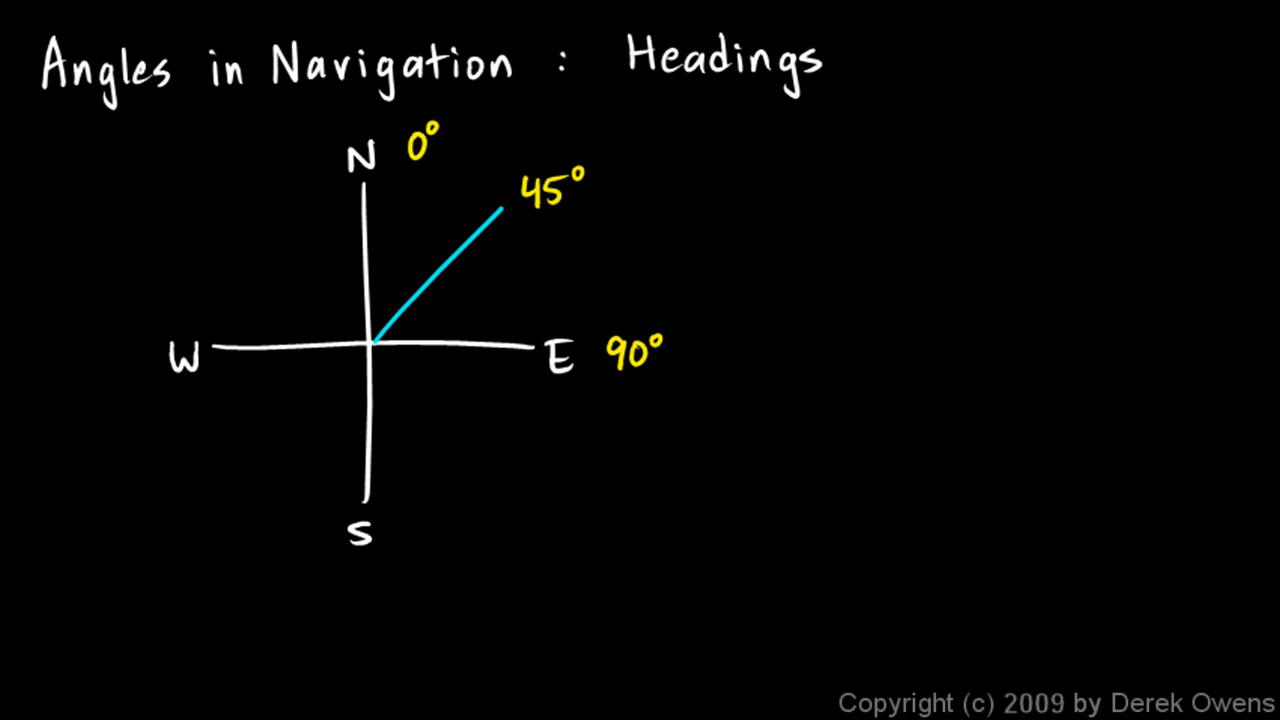 Angles in Navigation : Headings
N 0°
45°
W
E 90°
S
Copyright (c) 2009 by Derek Owens